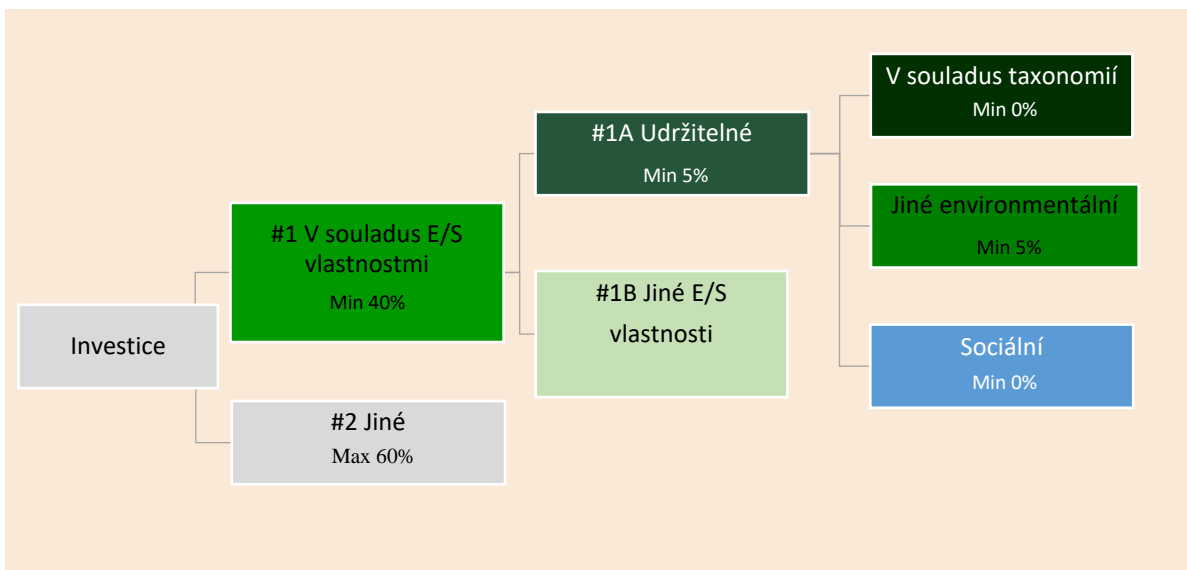 Investice
#1 V souladus E/S
vlastnostmi
Min 40%
#2 Jiné
Max 60%
#1A Udržitelné
Min 5%
#1B Jiné E/S
vlastnosti
V souladus taxonomií
Min 0%
Jiné environmentální
Min 5%
Sociální
Min 0%